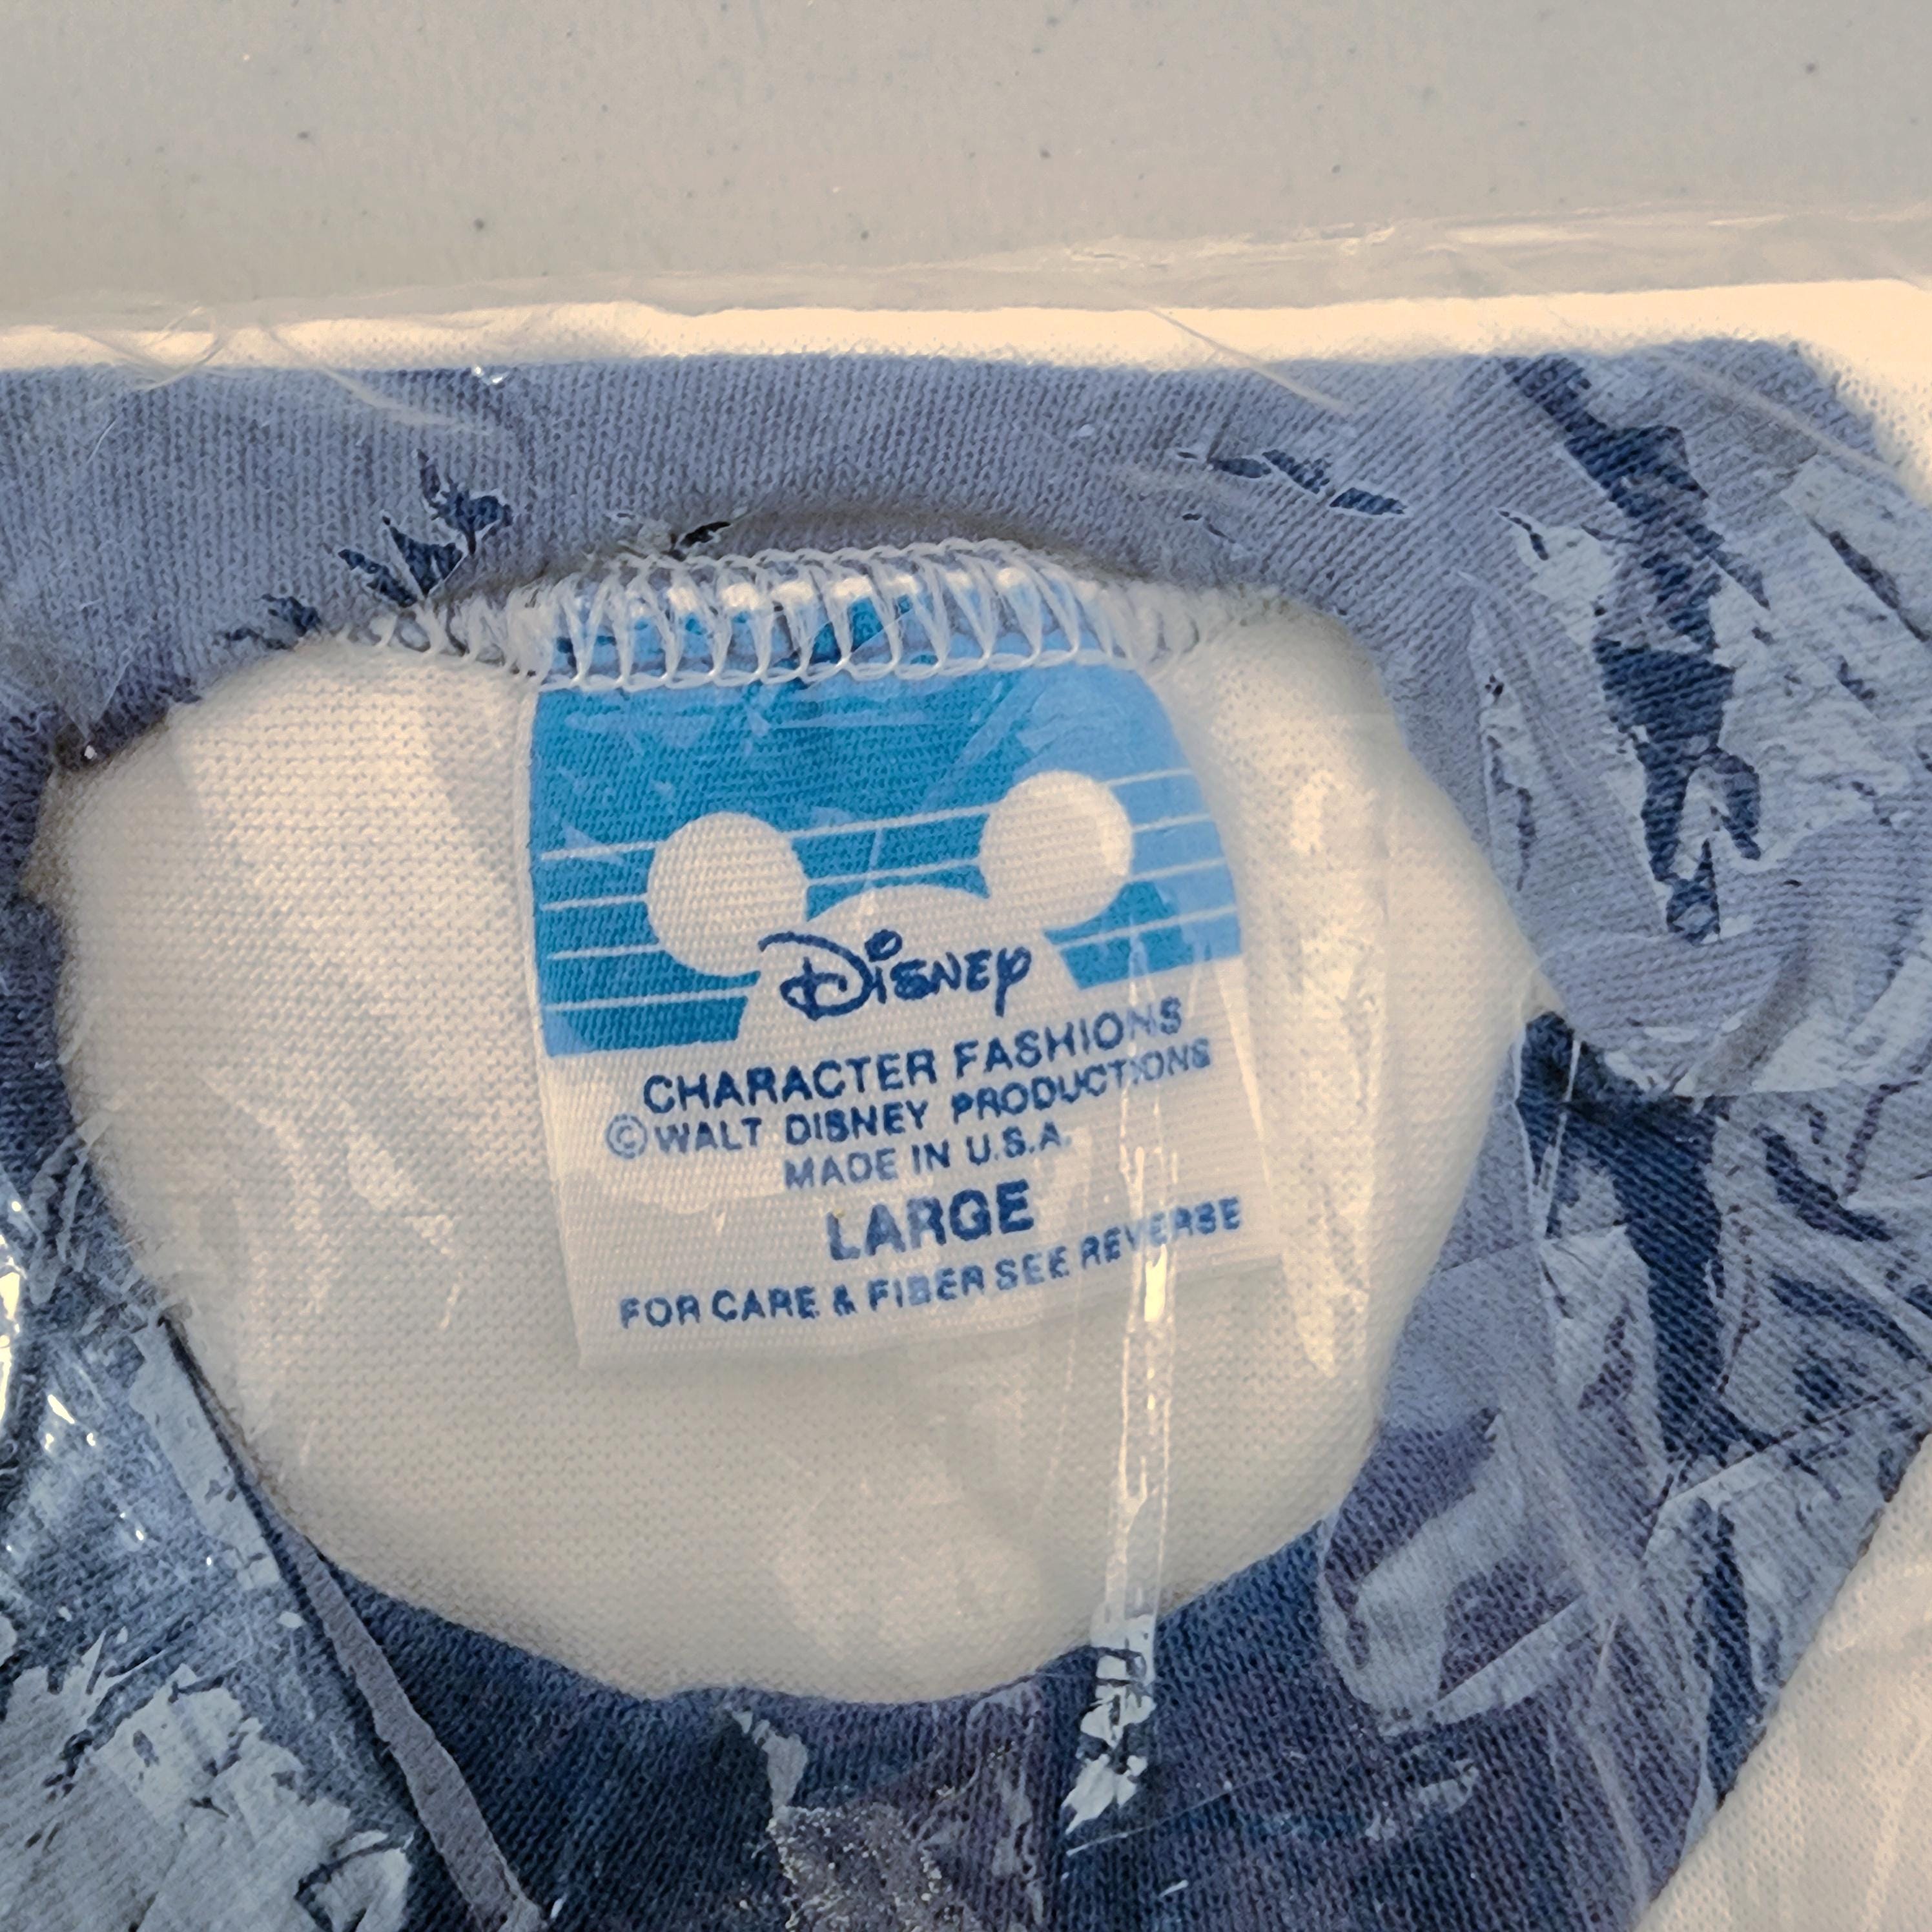 Disney
CHARACTER FASHIONS
©WALT DISNEY PRODUCTIONS
MADE IN U.S.A.
LARGE
FOR CARE & FIBER SEE REVERSE